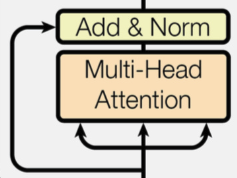 Add & Norm
Multi-Head
Attention